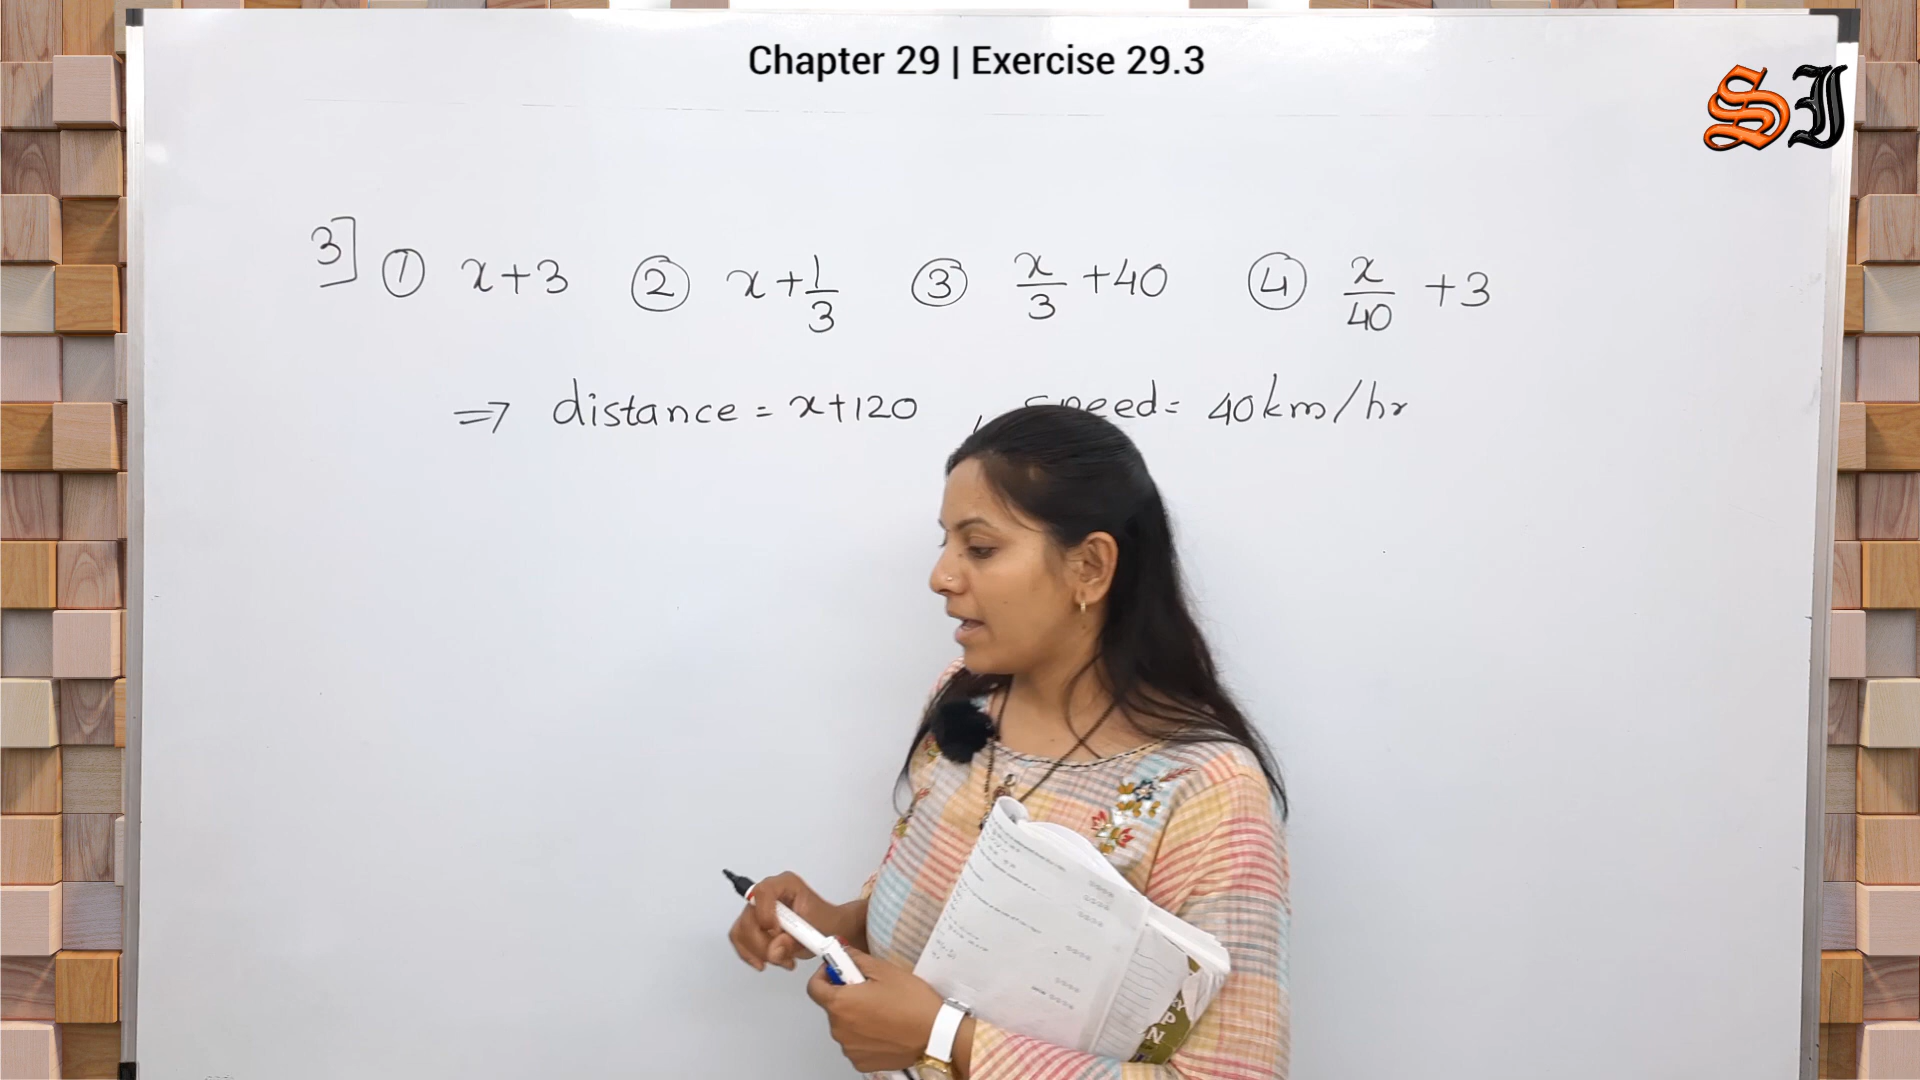 Chapter 29 | Exercise 29.3
SJ
3] ① x+3 ② x+1/3 ③ x/3 +40 ④ x/40 +3
⇒ distance = x+120 , speed= 40km/hr